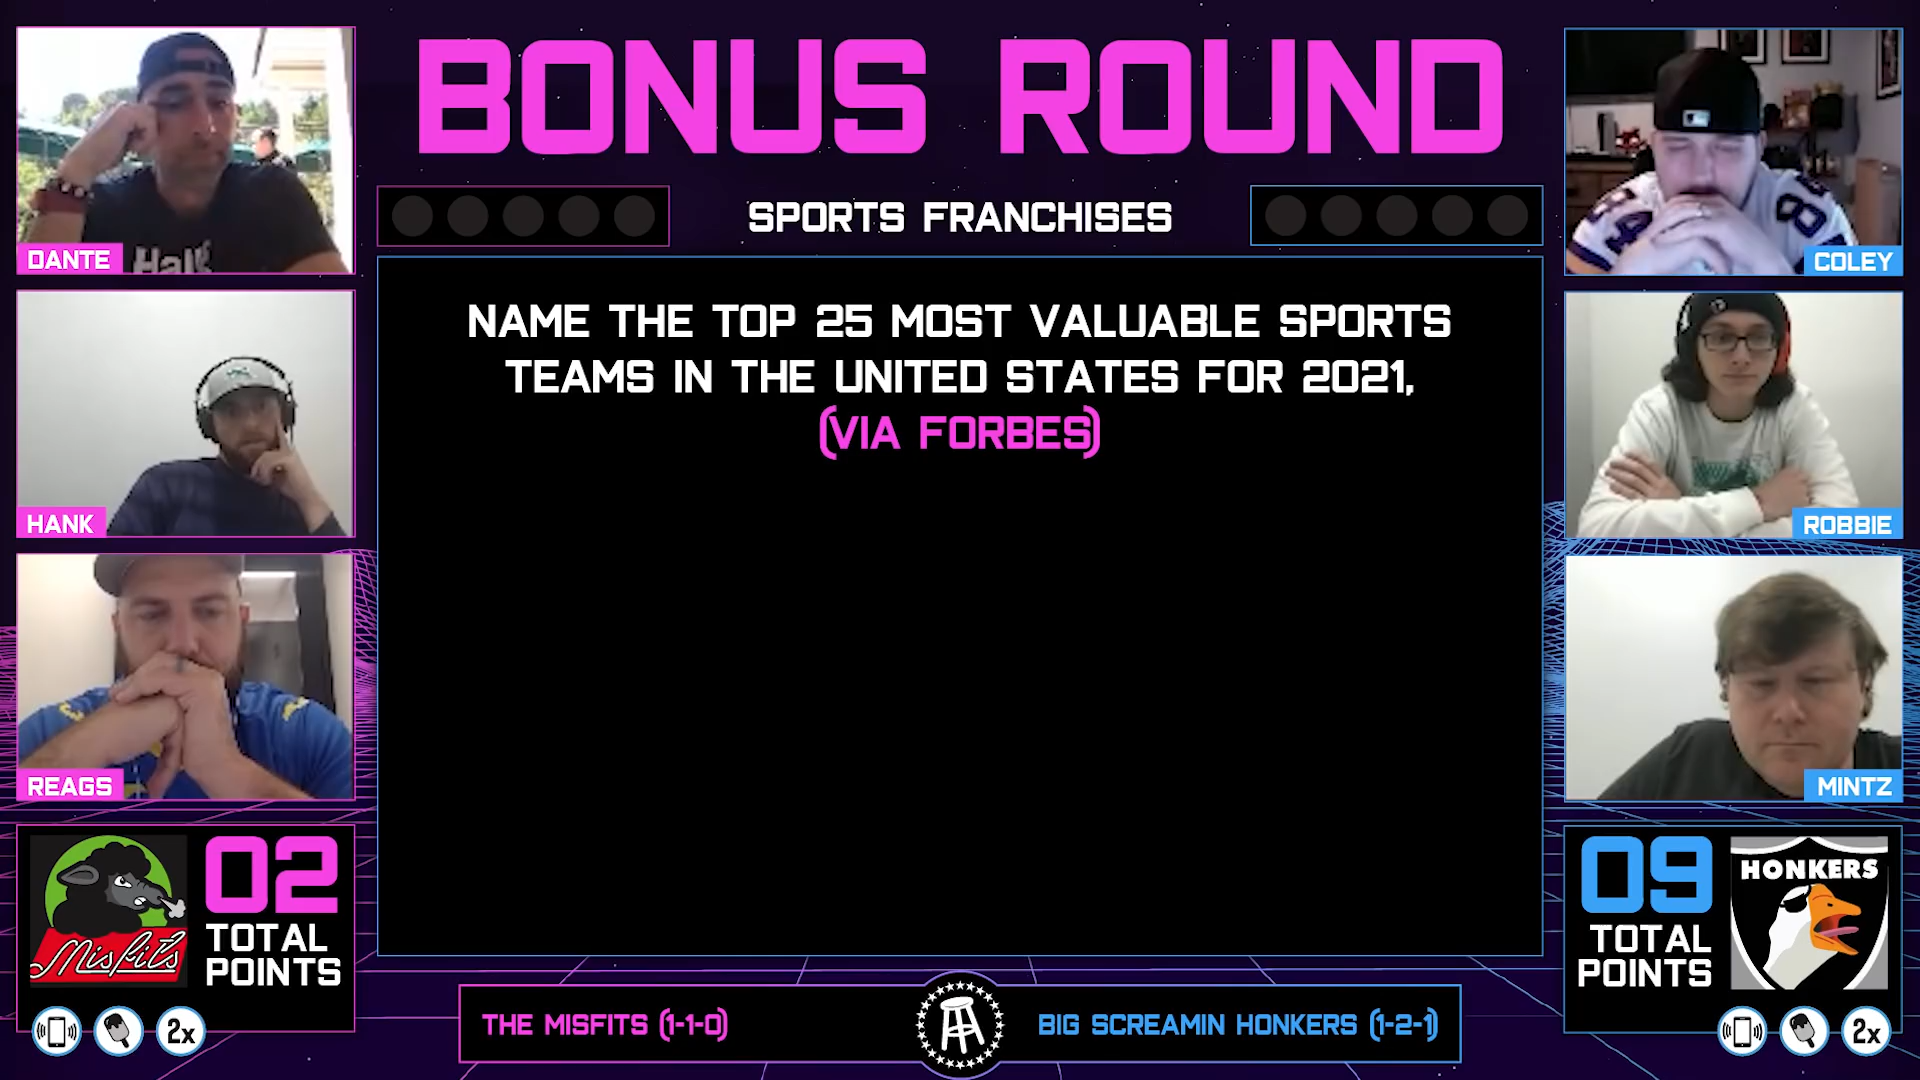 BONUS ROUND
SPORTS FRANCHISES
NAME THE TOP 25 MOST VALUABLE SPORTS
TEAMS IN THE UNITED STATES FOR 2021,
(VIA FORBES)
DANTE
HANK
REAGS
COLEY
84
ROBBIE
MINTZ
Misfits
02
TOTAL
POINTS
2x
THE MISFITS (1-1-0)
BIG SCREAMIN HONKERS (1-2-1)
09
TOTAL
POINTS
HONKERS
2x